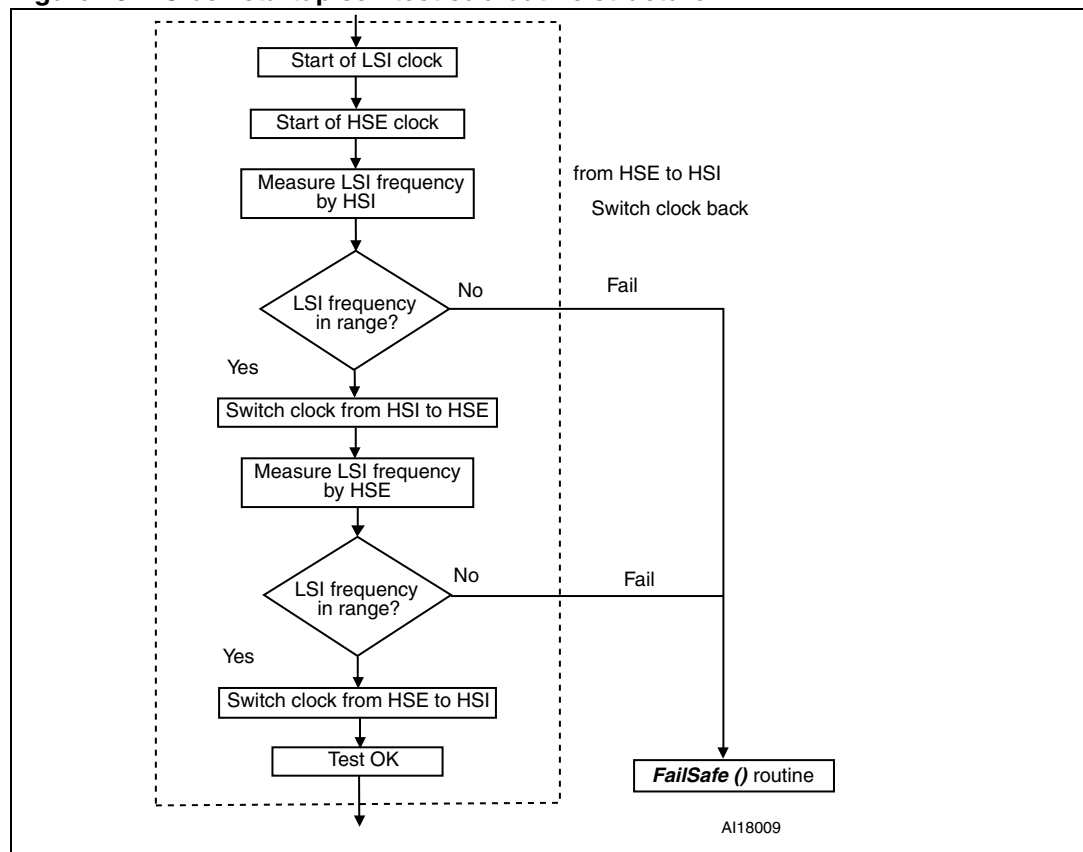 Start of LSI clock
Start of HSE clock
Measure LSI frequency
by HSI
from HSE to HSI
Switch clock back
LSI frequency
in range?
No
Fail
Yes
Switch clock from HSI to HSE
Measure LSI frequency
by HSE
LSI frequency
in range?
No
Fail
Yes
Switch clock from HSE to HSI
Test OK
FailSafe () routine
AI18009